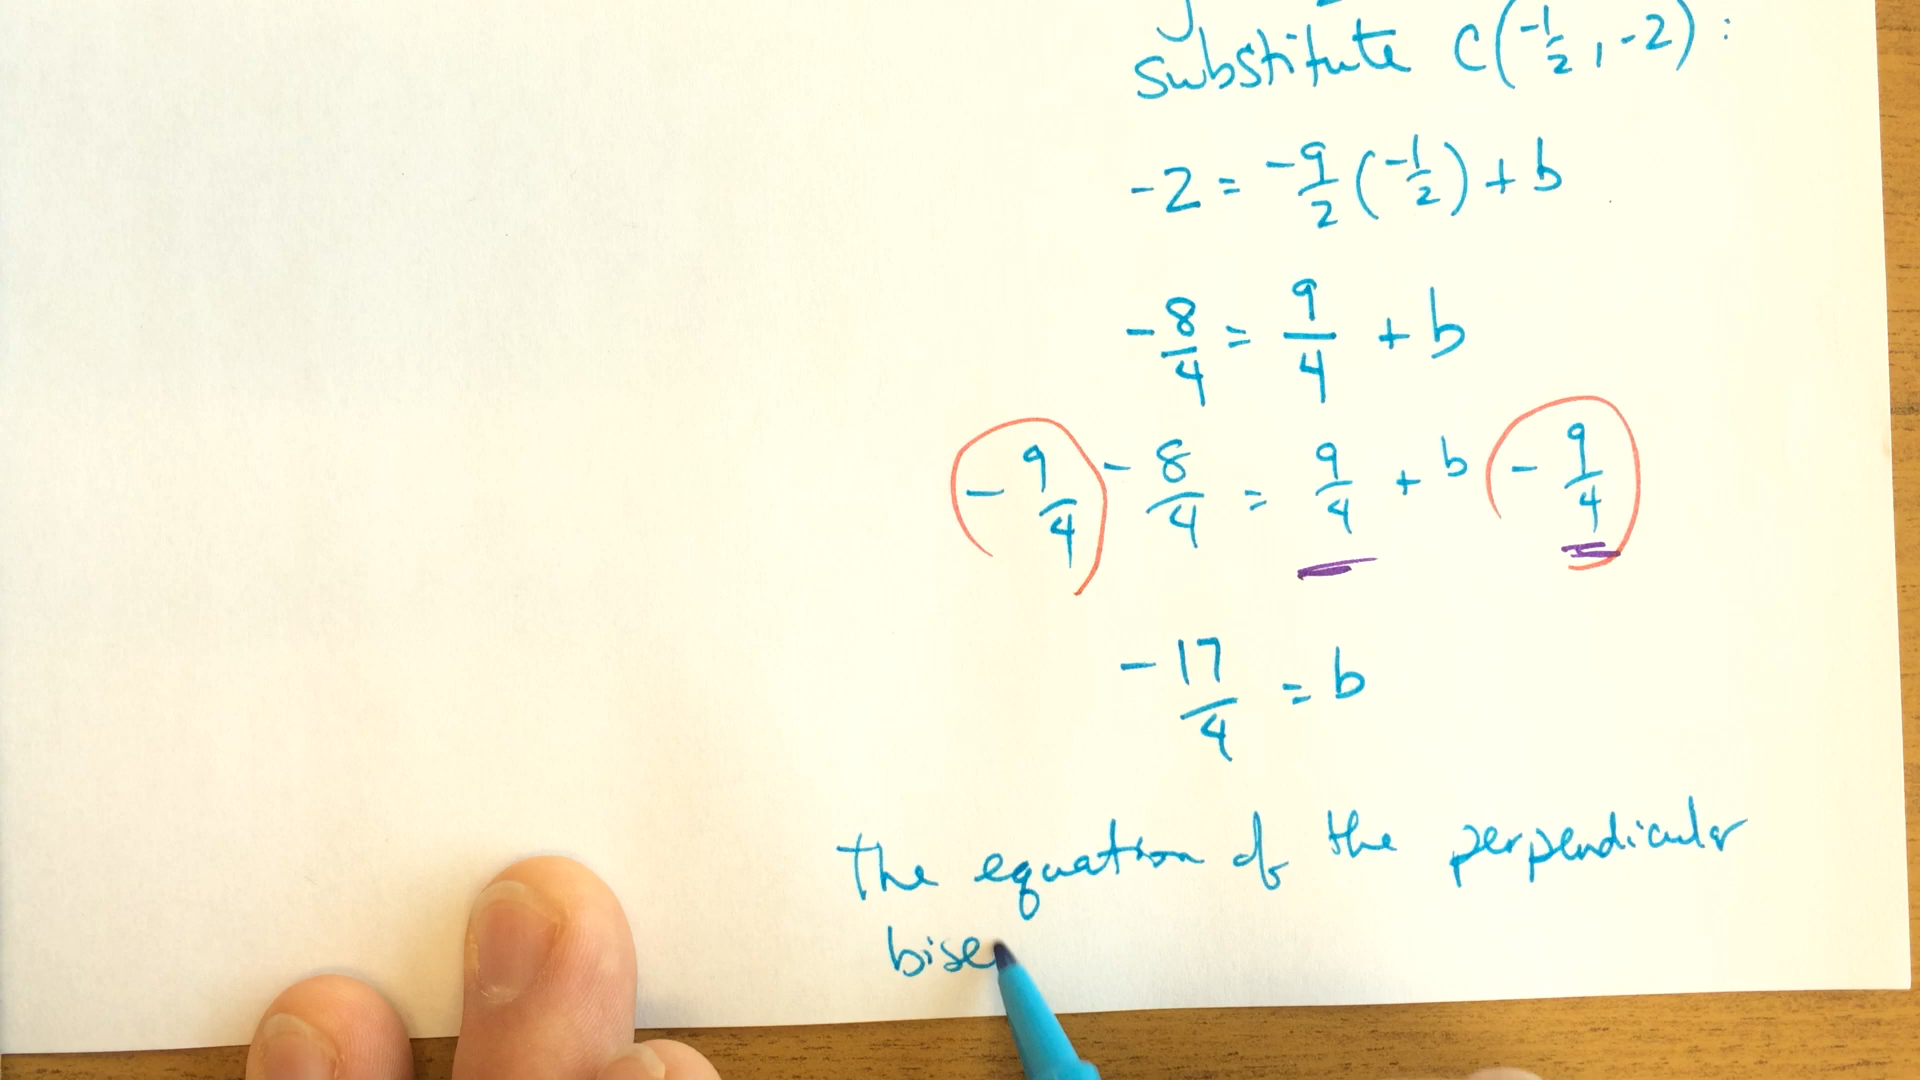 substitute C(-1/2, -2):
-2 = -9/2(-1/2) + b
-8/4 = 9/4 + b
-9/4 - 8/4 = 9/4 + b - 9/4
-17/4 = b
The equation of the perpendicular
bise